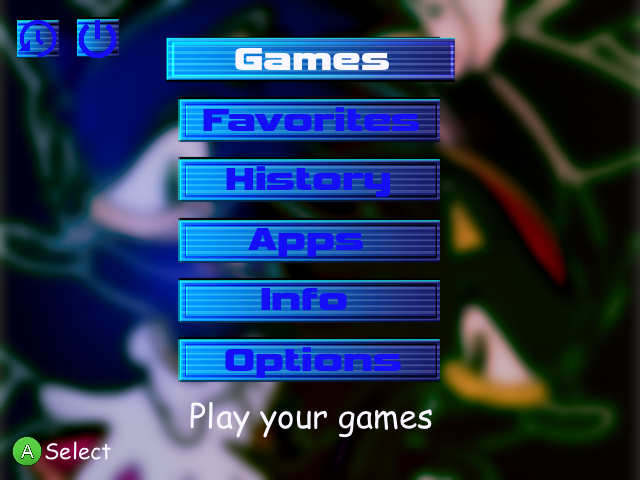 Games
Favorites
History
Apps
Info
Options
Play your games
A Select